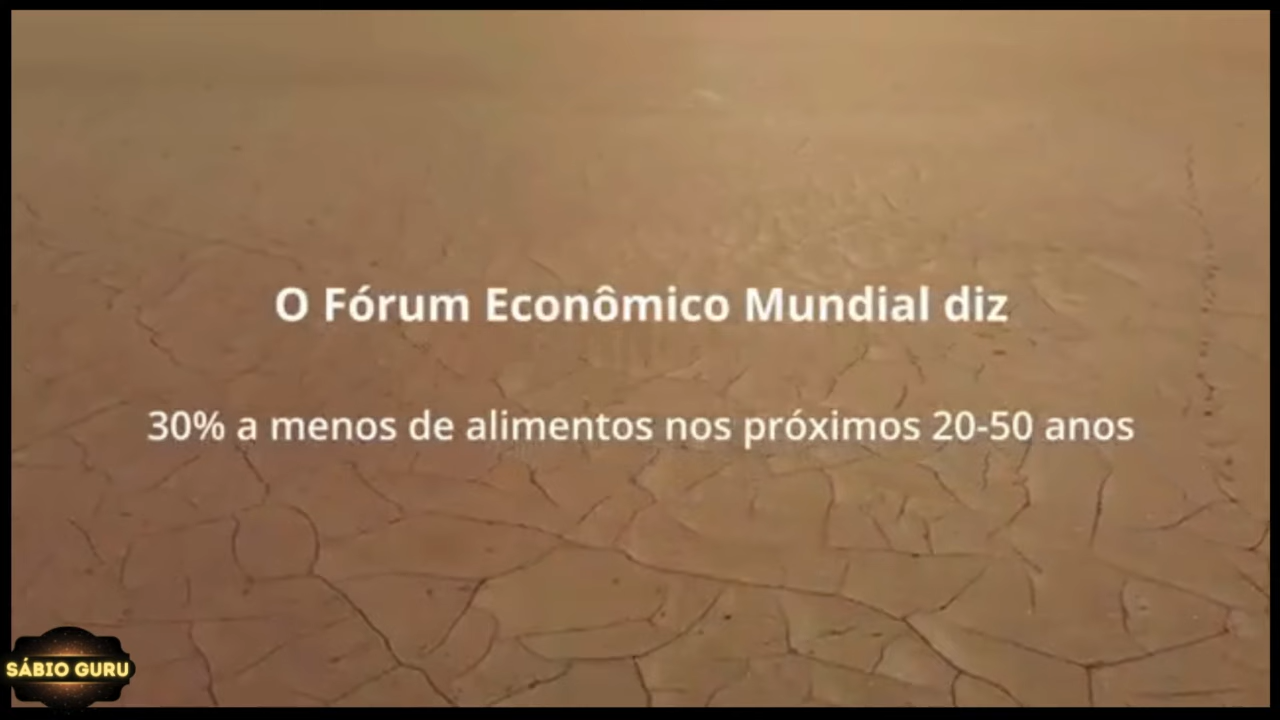 O Fórum Econômico Mundial diz
30% a menos de alimentos nos próximos 20-50 anos
SÁBIO GURU